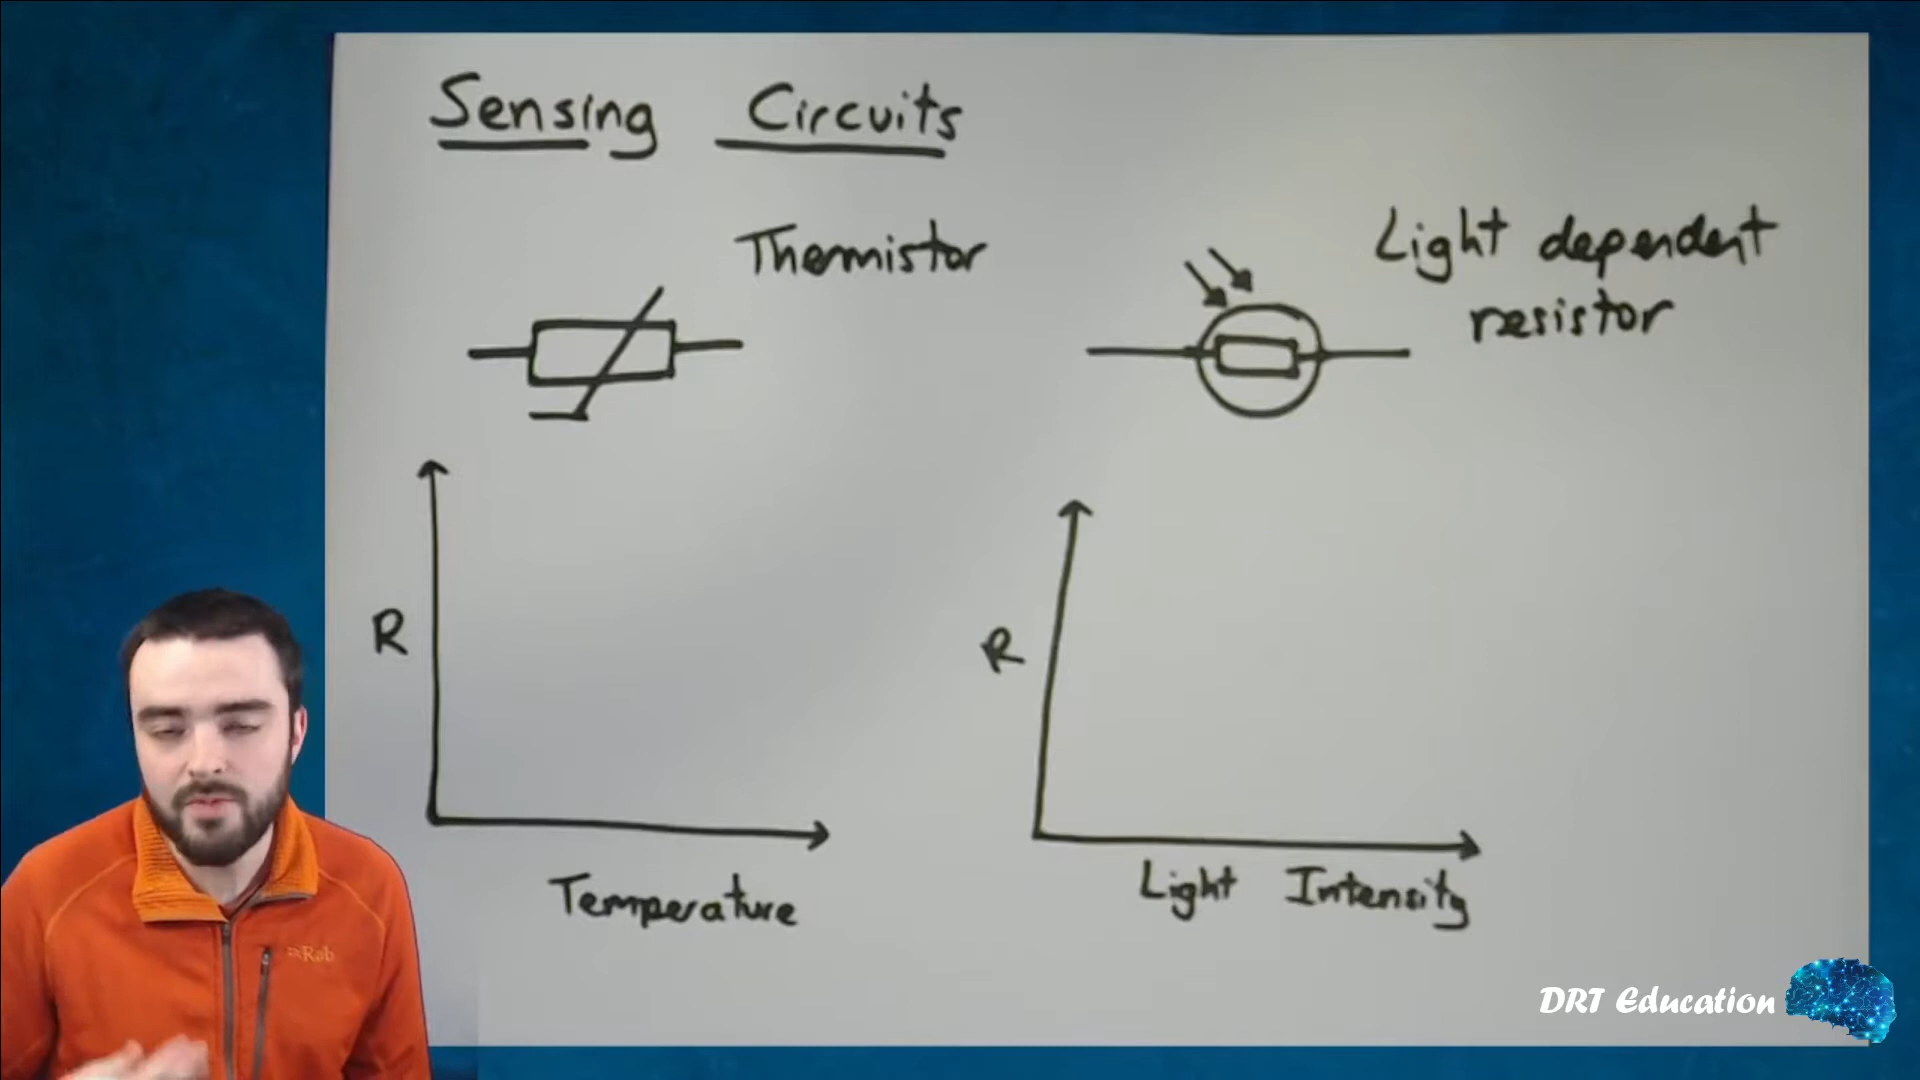 Sensing Circuits
Thermistor
Light dependent
resistor
R
R
Temperature
Light Intensity
Rab
DRT Education